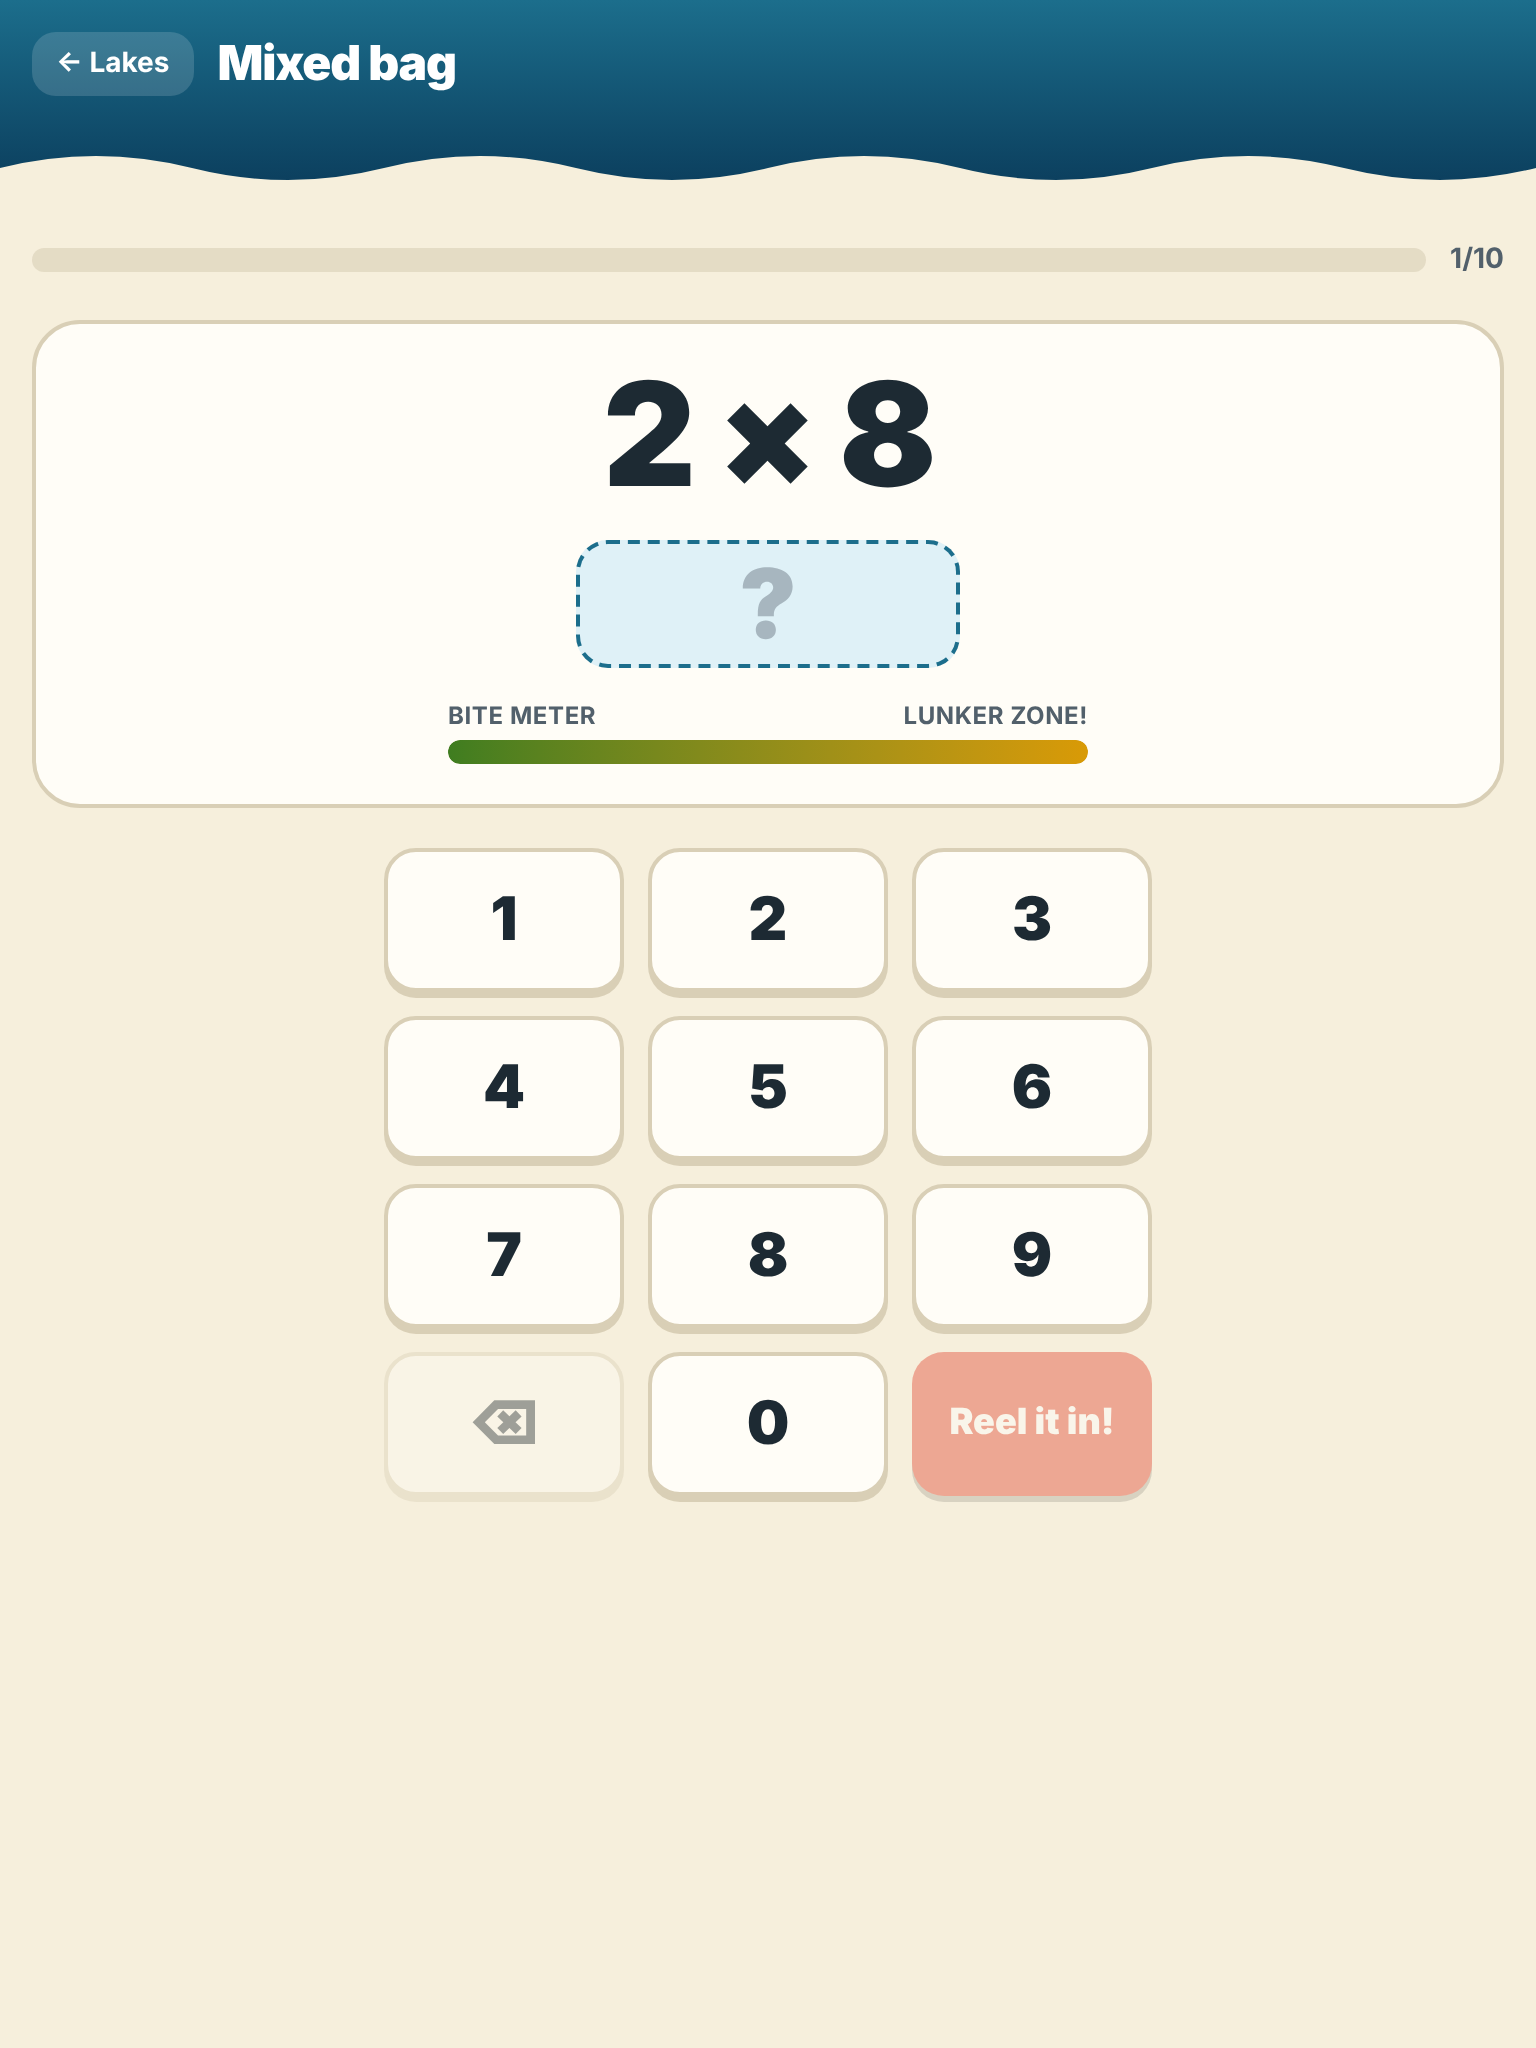 ← Lakes Mixed bag
1/10
2 × 8
?
BITE METER LUNKER ZONE!
1 2 3
4 5 6
7 8 9
⌫ 0 Reel it in!